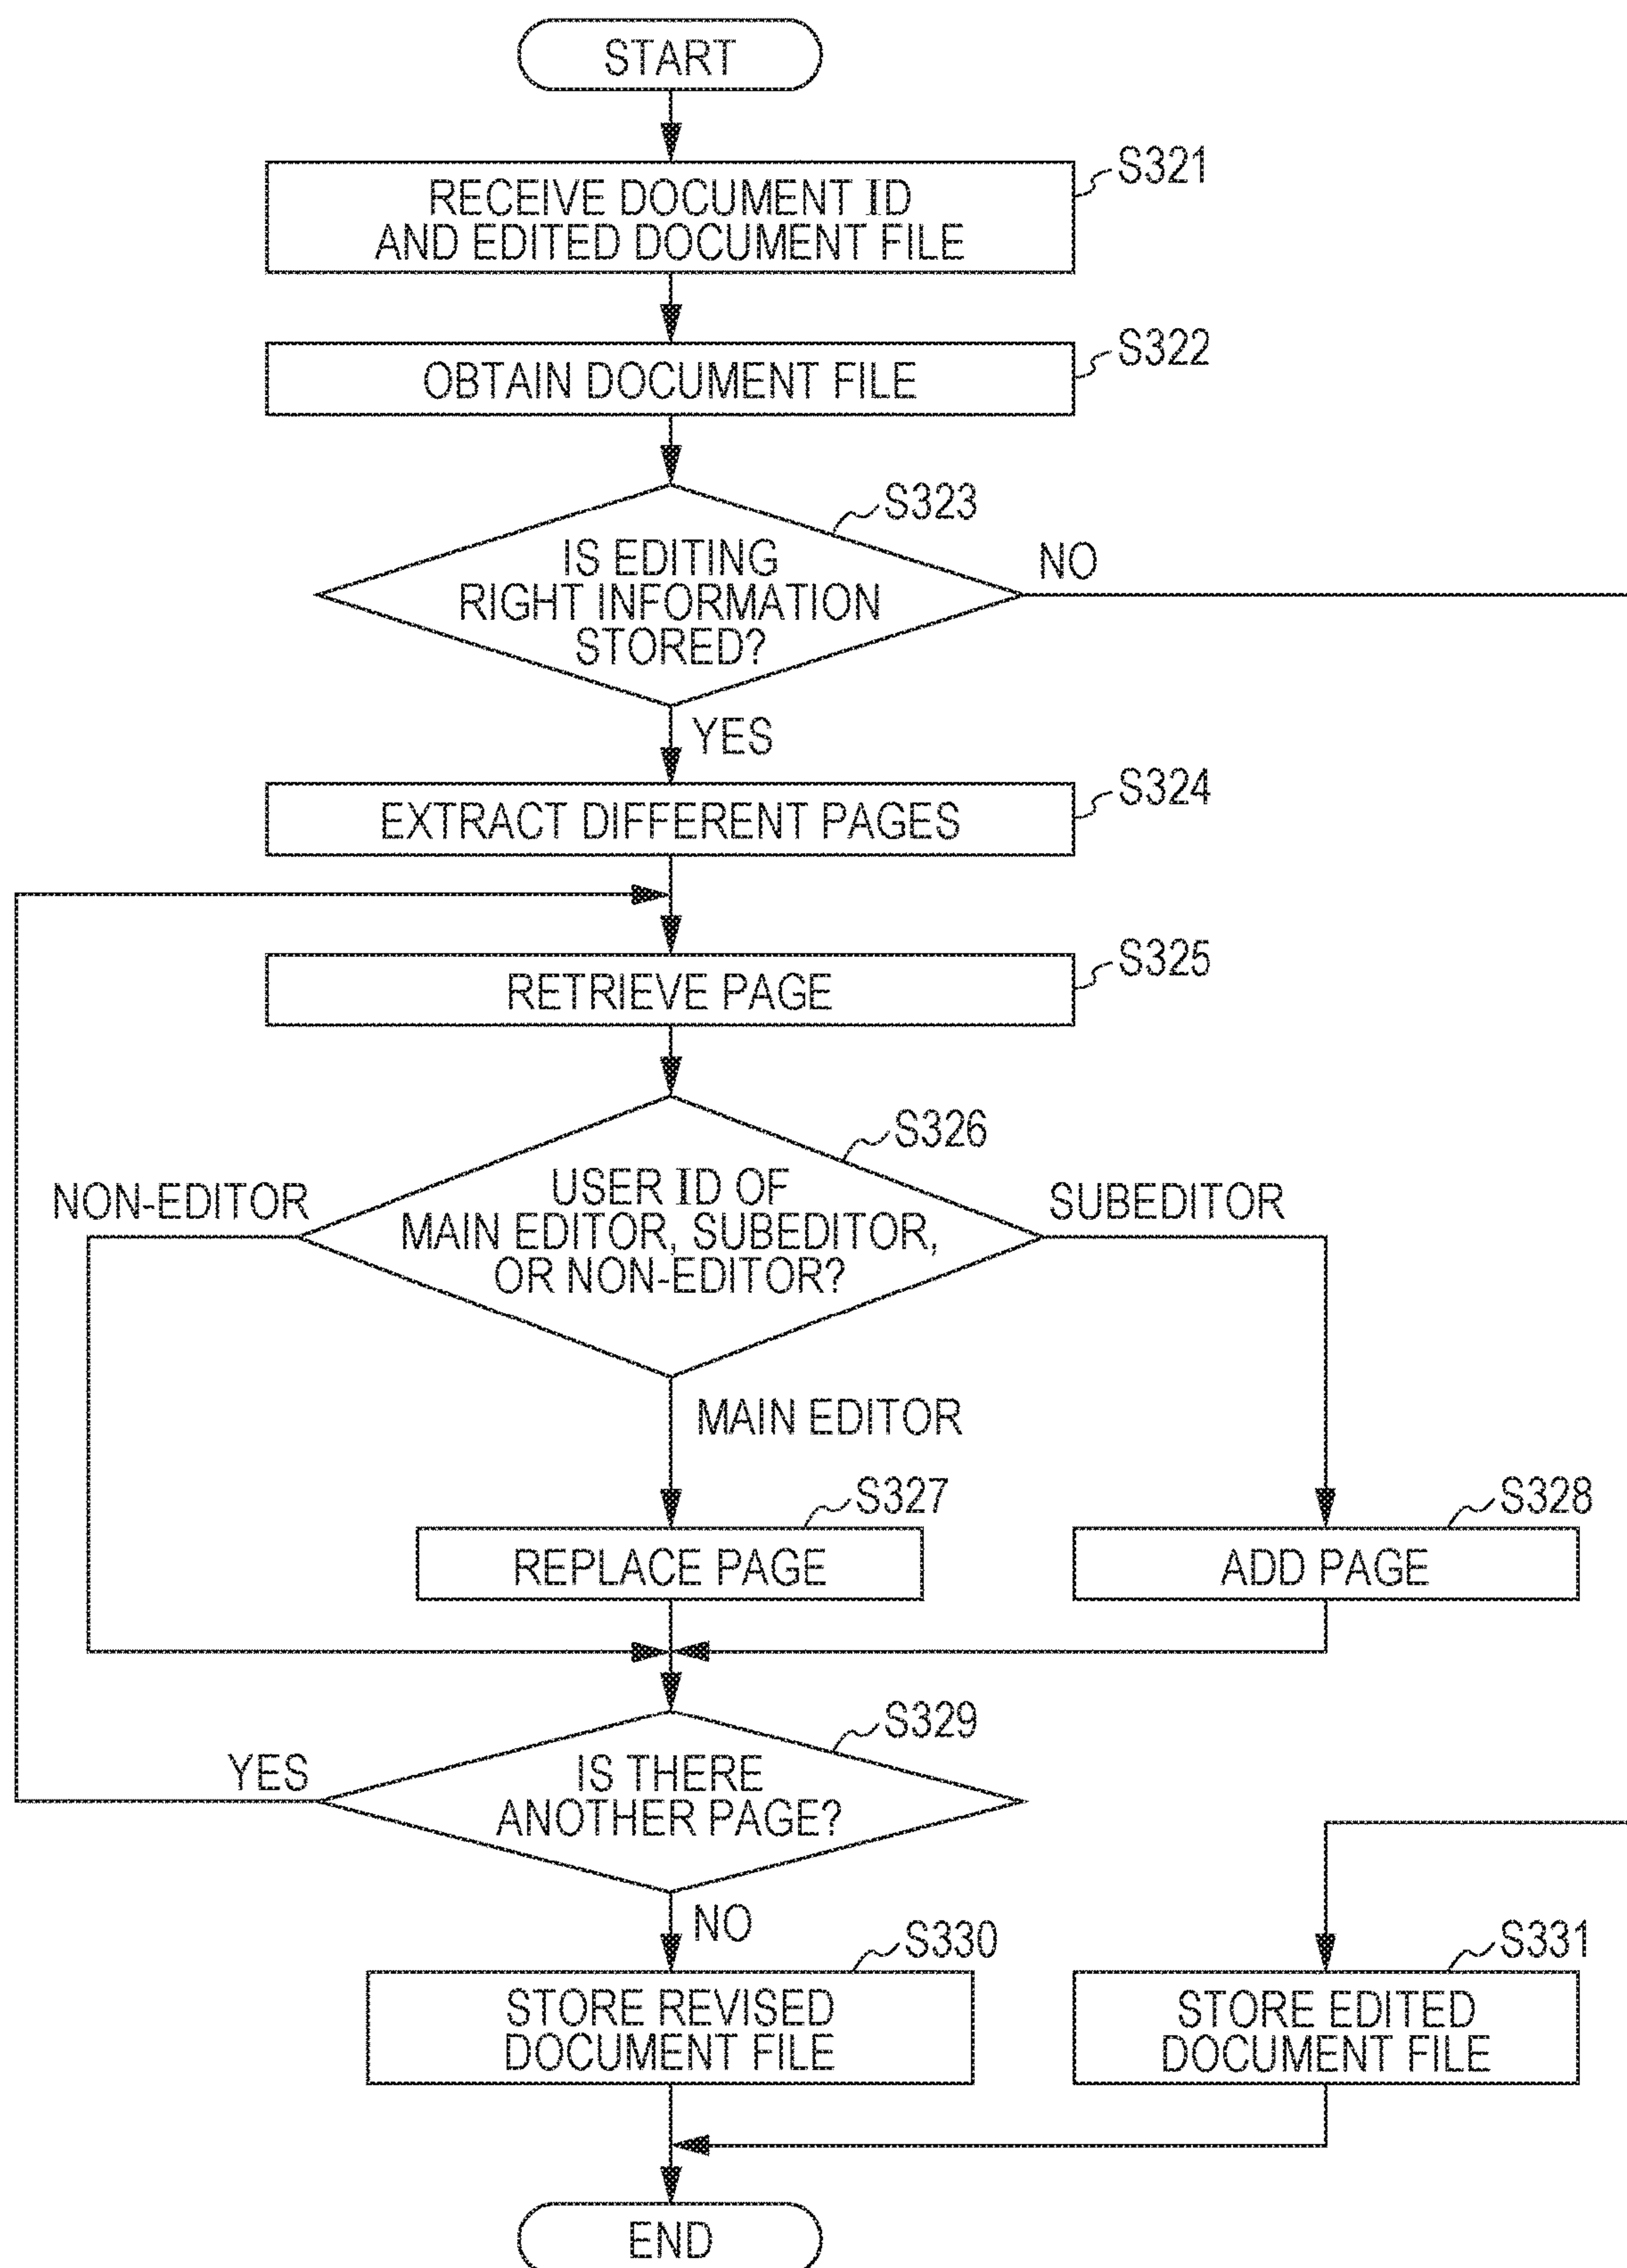 START
S321
RECEIVE DOCUMENT ID
AND EDITED DOCUMENT FILE
S322
OBTAIN DOCUMENT FILE
S323
IS EDITING
RIGHT INFORMATION
STORED?
NO
YES
S324
EXTRACT DIFFERENT PAGES
S325
RETRIEVE PAGE
S326
NON-EDITOR
USER ID OF
MAIN EDITOR, SUBEDITOR,
OR NON-EDITOR?
SUBEDITOR
MAIN EDITOR
S327
REPLACE PAGE
S328
ADD PAGE
S329
YES
IS THERE
ANOTHER PAGE?
NO
S330
STORE REVISED
DOCUMENT FILE
S331
STORE EDITED
DOCUMENT FILE
END